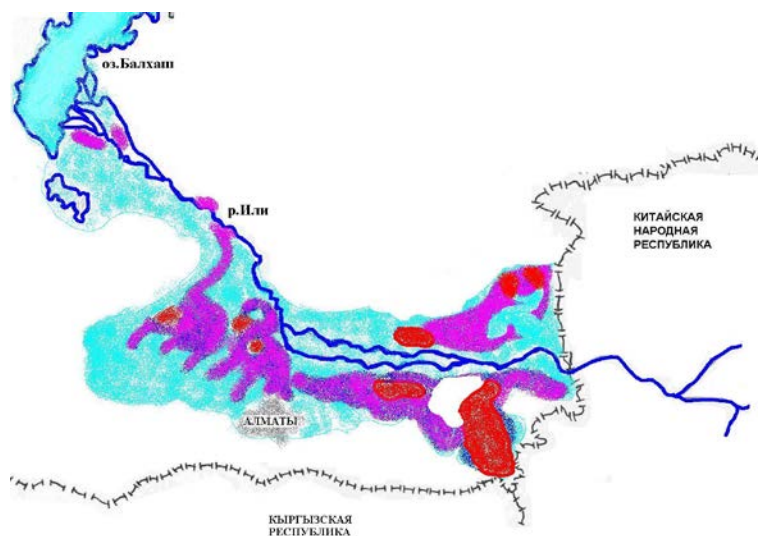 оз.Балхаш
р.Или
КИТАЙСКАЯ
НАРОДНАЯ
РЕСПУБЛИКА
АЛМАТЫ
КЫРГЫЗСКАЯ
РЕСПУБЛИКА